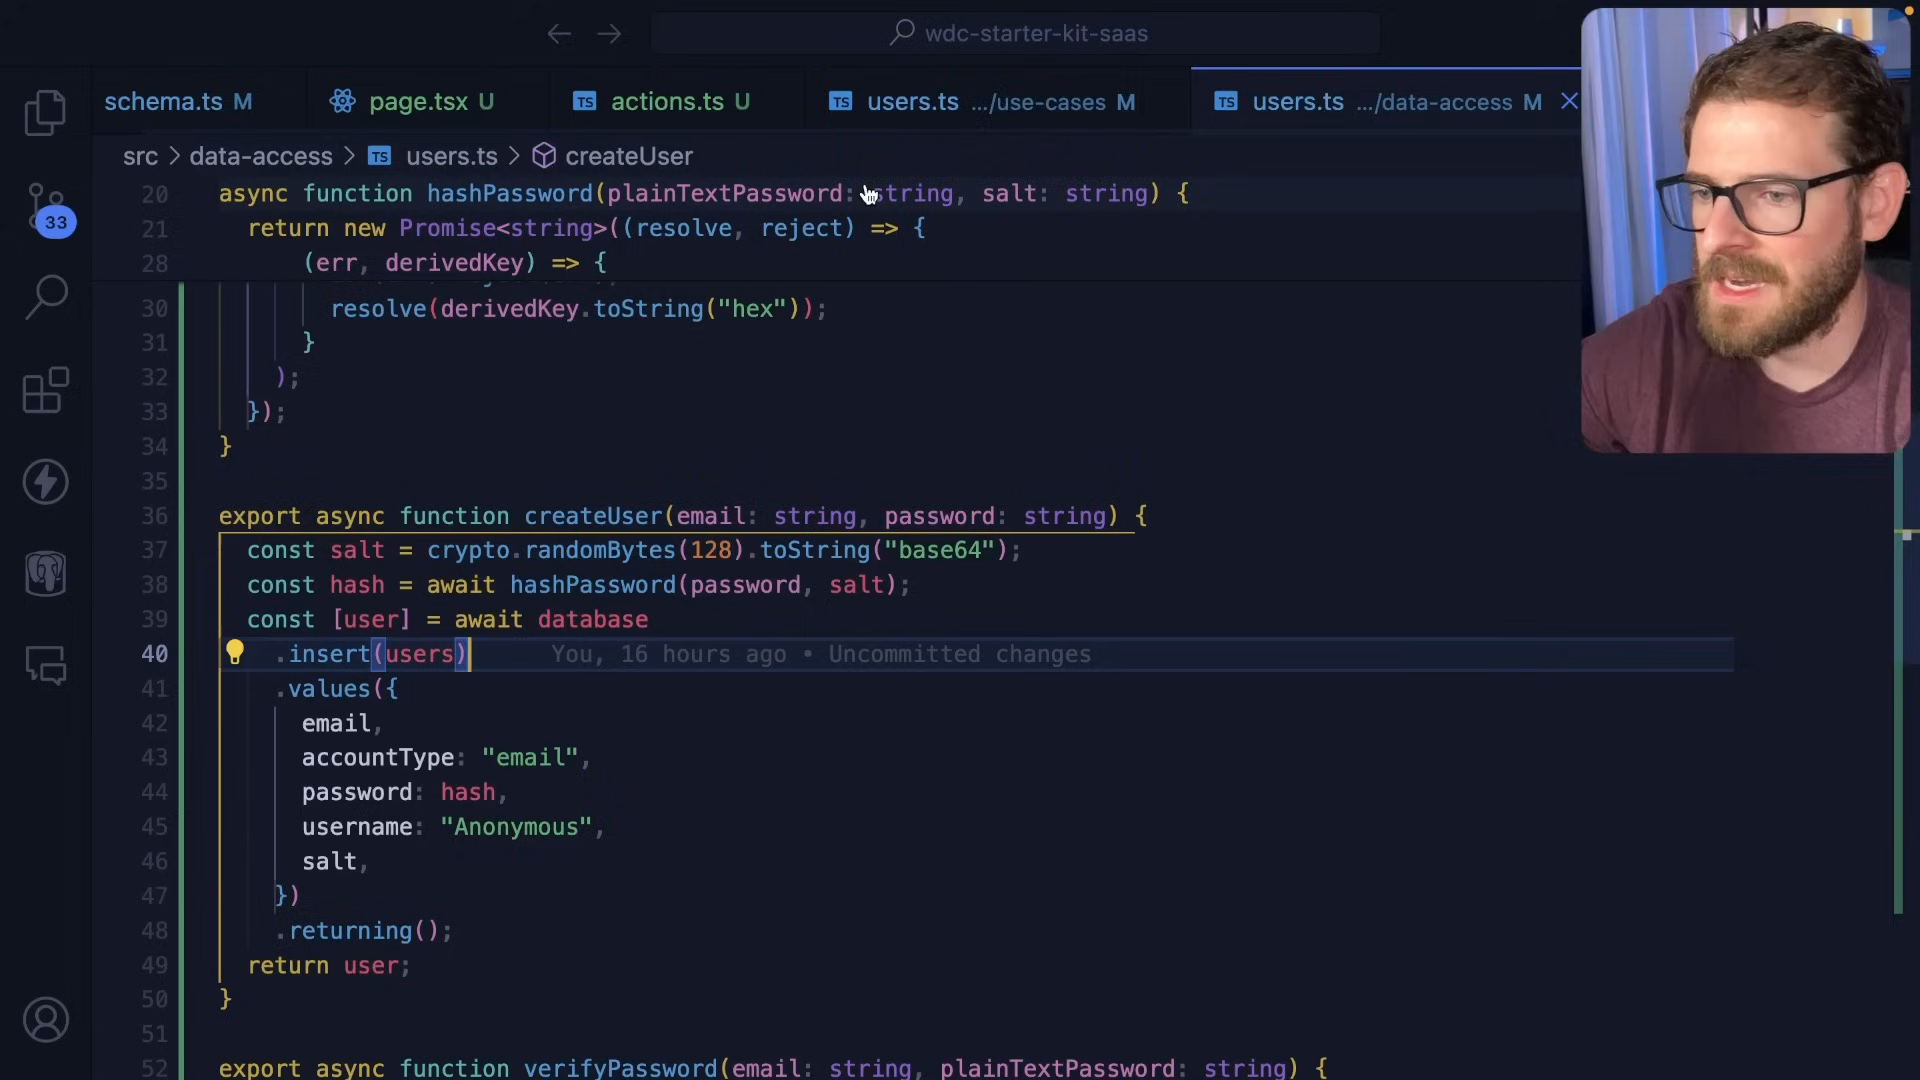 wdc-starter-kit-saas
schema.ts M page.tsx U TS actions.ts U TS users.ts .../use-cases M TS users.ts .../data-access M
src > data-access > TS users.ts > createUser
20 async function hashPassword(plainTextPassword: string, salt: string) {
21 return new Promise<string>((resolve, reject) => {
28 (err, derivedKey) => {
30 resolve(derivedKey.toString("hex"));
31 }
32 );
33 });
34 }
35
36 export async function createUser(email: string, password: string) {
37 const salt = crypto.randomBytes(128).toString("base64");
38 const hash = await hashPassword(password, salt);
39 const [user] = await database
40 .insert(users) You, 16 hours ago • Uncommitted changes
41 .values({
42 email,
43 accountType: "email",
44 password: hash,
45 username: "Anonymous",
46 salt,
47 })
48 .returning();
49 return user;
50 }
51
52 export async function verifyPassword(email: string, plainTextPassword: string) {
33